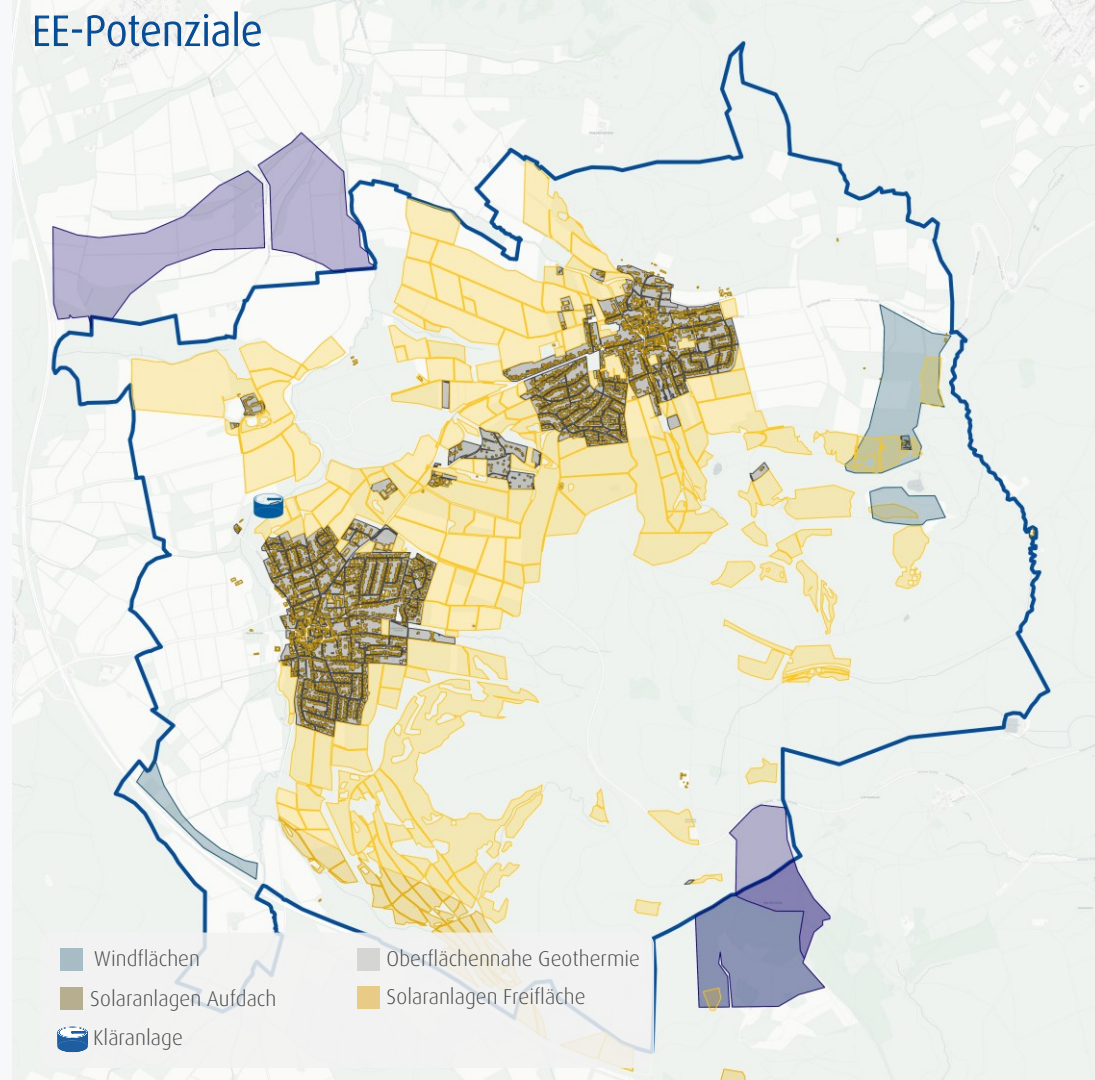 EE-Potenziale
Windflächen
Oberflächennahe Geothermie
Solaranlagen Aufdach
Solaranlagen Freifläche
Kläranlage